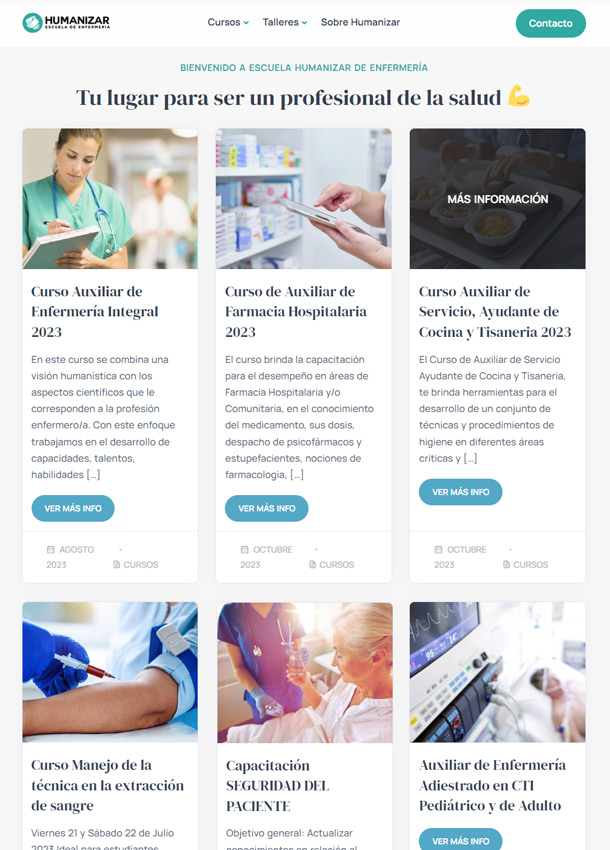 HUMANIZAR
ESCUELA DE ENFERMERIA
Cursos
Talleres
Sobre Humanizar
Contacto
BIENVENIDO A ESCUELA HUMANIZAR DE ENFERMERÍA
Tu lugar para ser un profesional de la salud 💪
Curso Auxiliar de
Enfermería Integral
2023
En este curso se combina una
visión humanística con los
aspectos científicos que le
corresponden a la profesión
enfermero/a. Con este enfoque
trabajamos en el desarrollo de
capacidades, talentos,
habilidades […]
VER MÁS INFO
AGOSTO
2023
-
CURSOS
Curso de Auxiliar de
Farmacia Hospitalaria
2023
El curso brinda la capacitación
para el desempeño en áreas de
Farmacia Hospitalaria y/o
Comunitaria, en el conocimiento
del medicamento, sus dosis,
despacho de psicofármacos y
estupefacientes, nociones de
farmacologia, […]
VER MÁS INFO
OCTUBRE
2023
-
CURSOS
MÁS INFORMACIÓN
Curso Auxiliar de
Servicio, Ayudante de
Cocina y Tisaneria 2023
El Curso de Auxiliar de Servicio
Ayudante de Cocina y Tisaneria,
te brinda herramientas para el
desarrollo de un conjunto de
técnicas y procedimientos de
higiene en diferentes áreas
criticas y […]
VER MÁS INFO
OCTUBRE
2023
-
CURSOS
Curso Manejo de la
técnica en la extracción
de sangre
Viernes 21 y Sábado 22 de Julio
2023 Ideal para estudiantes
Capacitación
SEGURIDAD DEL
PACIENTE
Objetivo general: Actualizar
conocimientos en relación al
95
24
Auxiliar de Enfermería
Adiestrado en CTI
Pediátrico y de Adulto
VER MÁS INFO